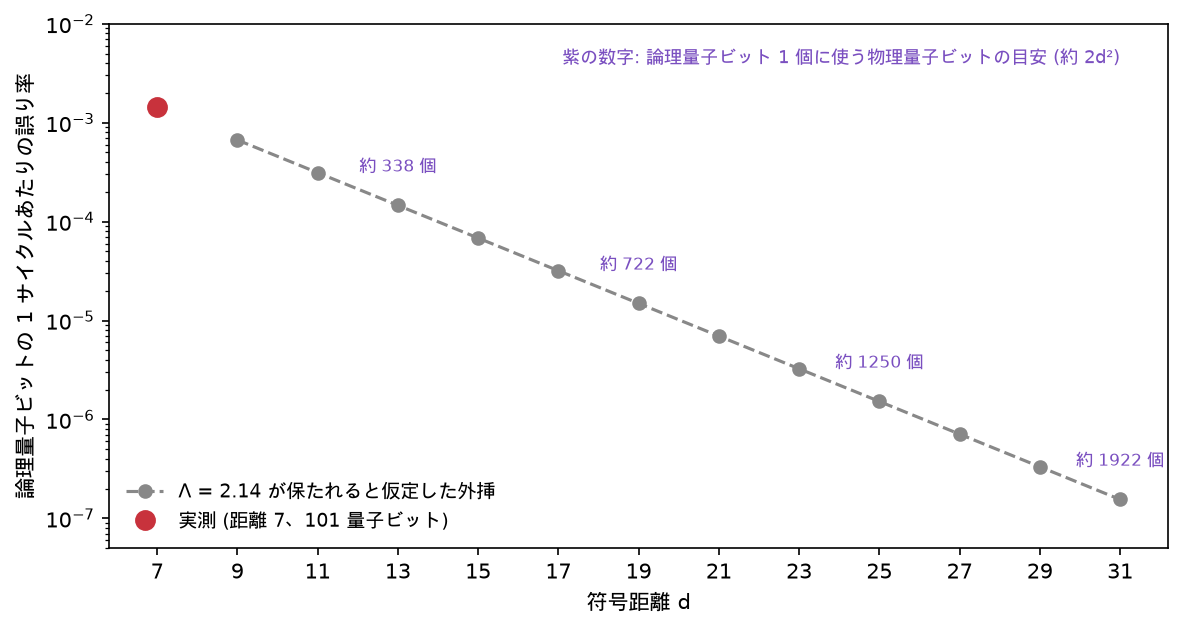 10⁻²
10⁻³
10⁻⁴
10⁻⁵
10⁻⁶
10⁻⁷
論理量子ビットの 1 サイクルあたりの誤り率
紫の数字: 論理量子ビット 1 個に使う物理量子ビットの目安 (約 2d²)
約 338 個
約 722 個
約 1250 個
約 1922 個
Λ = 2.14 が保たれると仮定した外挿
実測 (距離 7、101 量子ビット)
7 9 11 13 15 17 19 21 23 25 27 29 31
符号距離 d